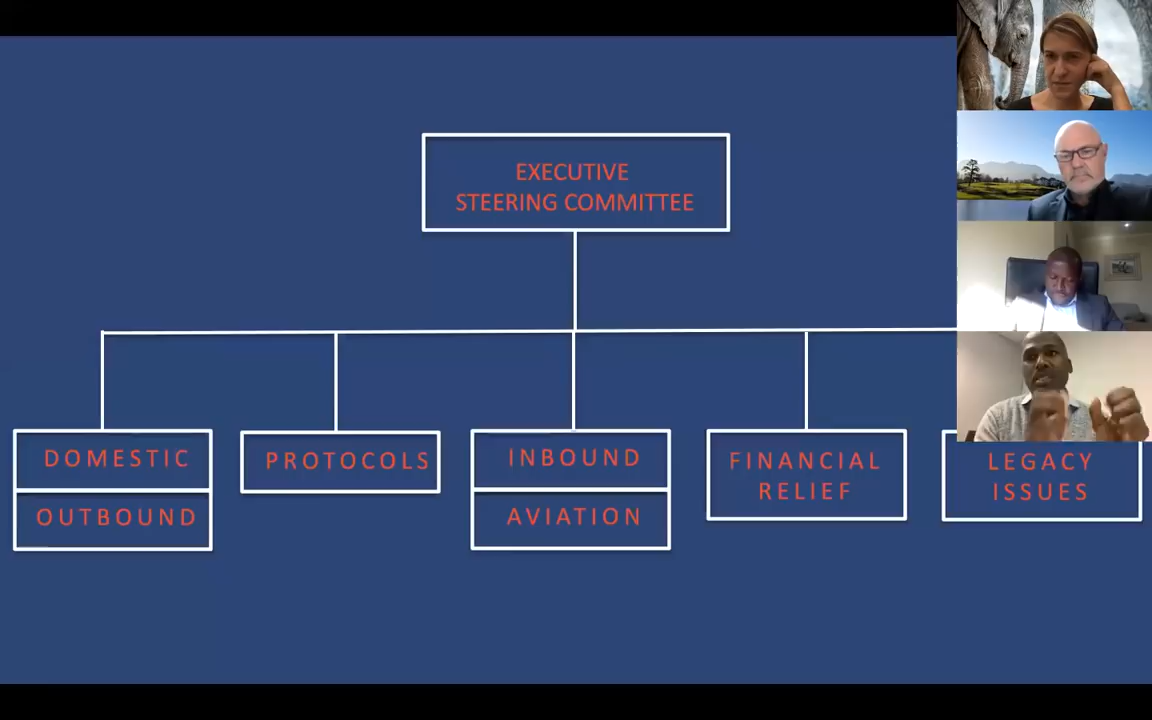 EXECUTIVE
STEERING COMMITTEE
DOMESTIC
OUTBOUND
PROTOCOLS
INBOUND
AVIATION
FINANCIAL
RELIEF
LEGACY
ISSUES